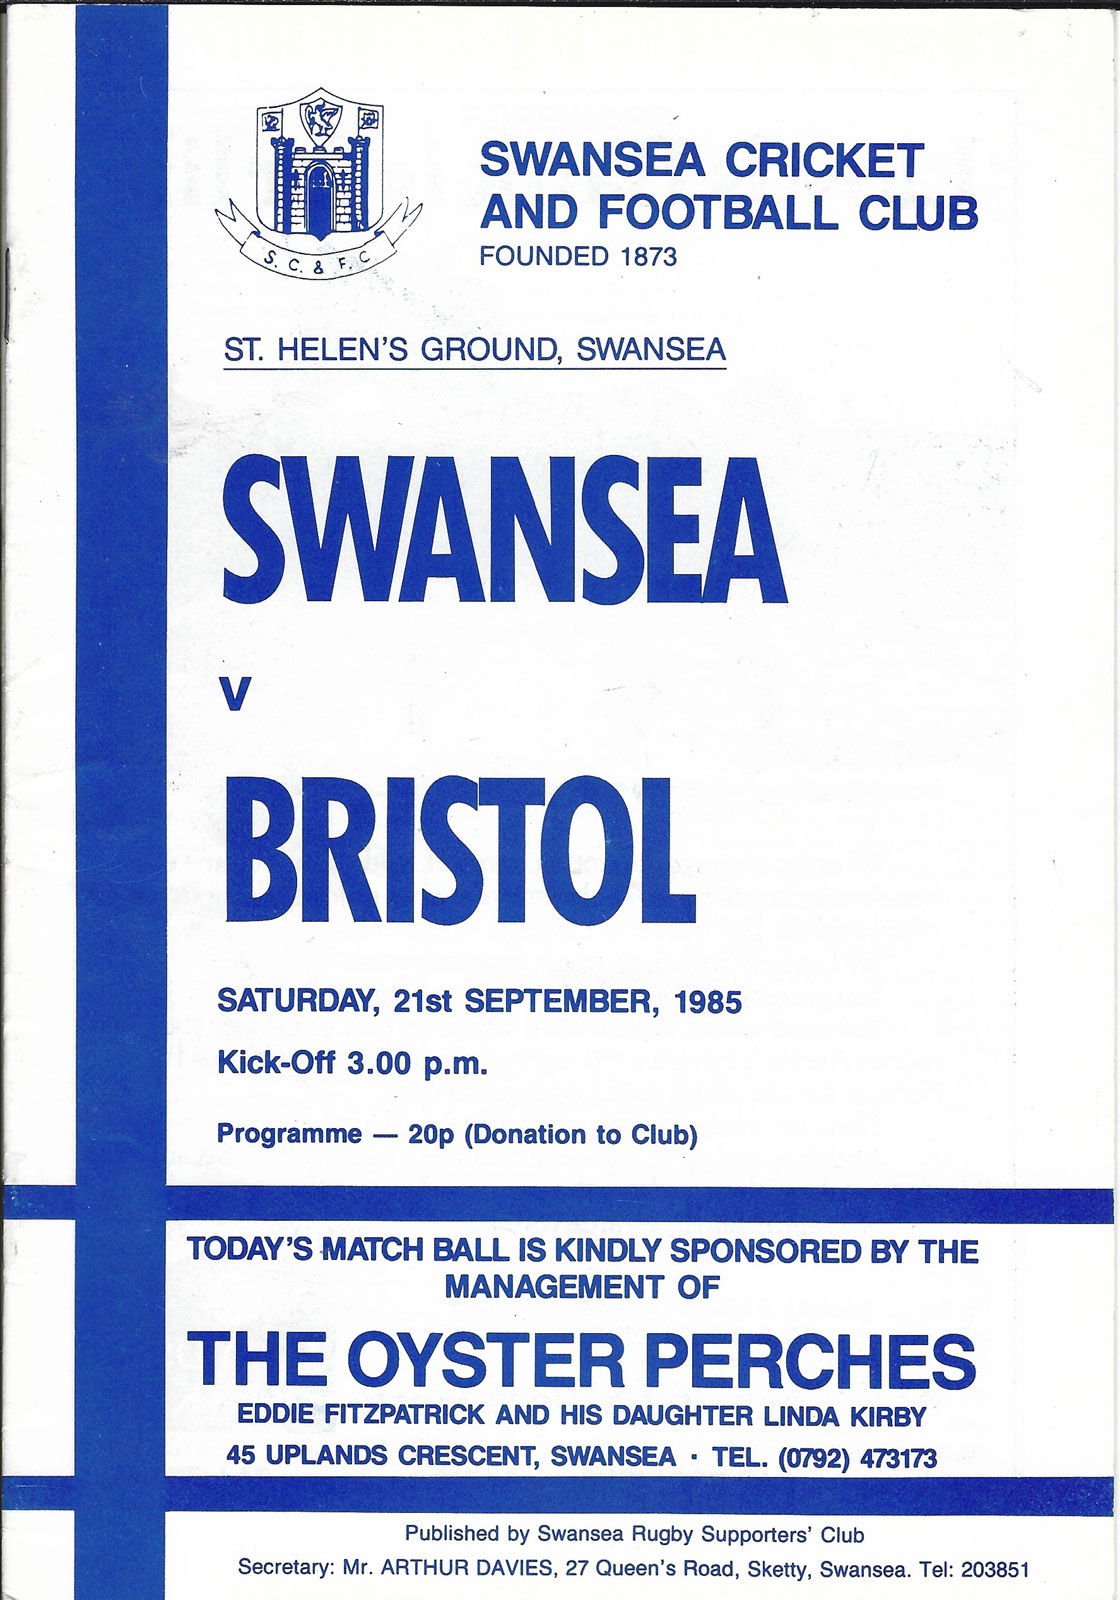 S. C. & F. C
SWANSEA CRICKET
AND FOOTBALL CLUB
FOUNDED 1873
ST. HELEN'S GROUND, SWANSEA
SWANSEA
v
BRISTOL
SATURDAY, 21st SEPTEMBER, 1985
Kick-Off 3.00 p.m.
Programme — 20p (Donation to Club)
TODAY'S MATCH BALL IS KINDLY SPONSORED BY THE
MANAGEMENT OF
THE OYSTER PERCHES
EDDIE FITZPATRICK AND HIS DAUGHTER LINDA KIRBY
45 UPLANDS CRESCENT, SWANSEA · TEL. (0792) 473173
Published by Swansea Rugby Supporters' Club
Secretary: Mr. ARTHUR DAVIES, 27 Queen's Road, Sketty, Swansea. Tel: 203851